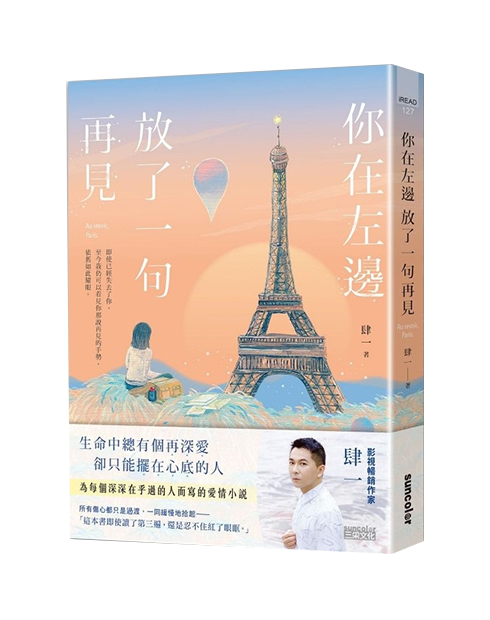 你在左邊
放了一句
再見
Au revoir,
Paris.
即使已經失去了你，
至今我仍可以看見你那說再見的手勢，
依舊如此耀眼。
肆一 著
生命中總有個再深愛
卻只能擺在心底的人
為每個深深在乎過的人而寫的愛情小說
所有傷心都只是過渡，一同緩慢地拾起——
「這本書即使讀了第三遍，還是忍不住紅了眼眶。」
影視暢銷作家
肆一
suncolor
三采文化
iREAD
127
你在左邊 放了一句再見
Au revoir,
Paris.
肆一——著
suncolor